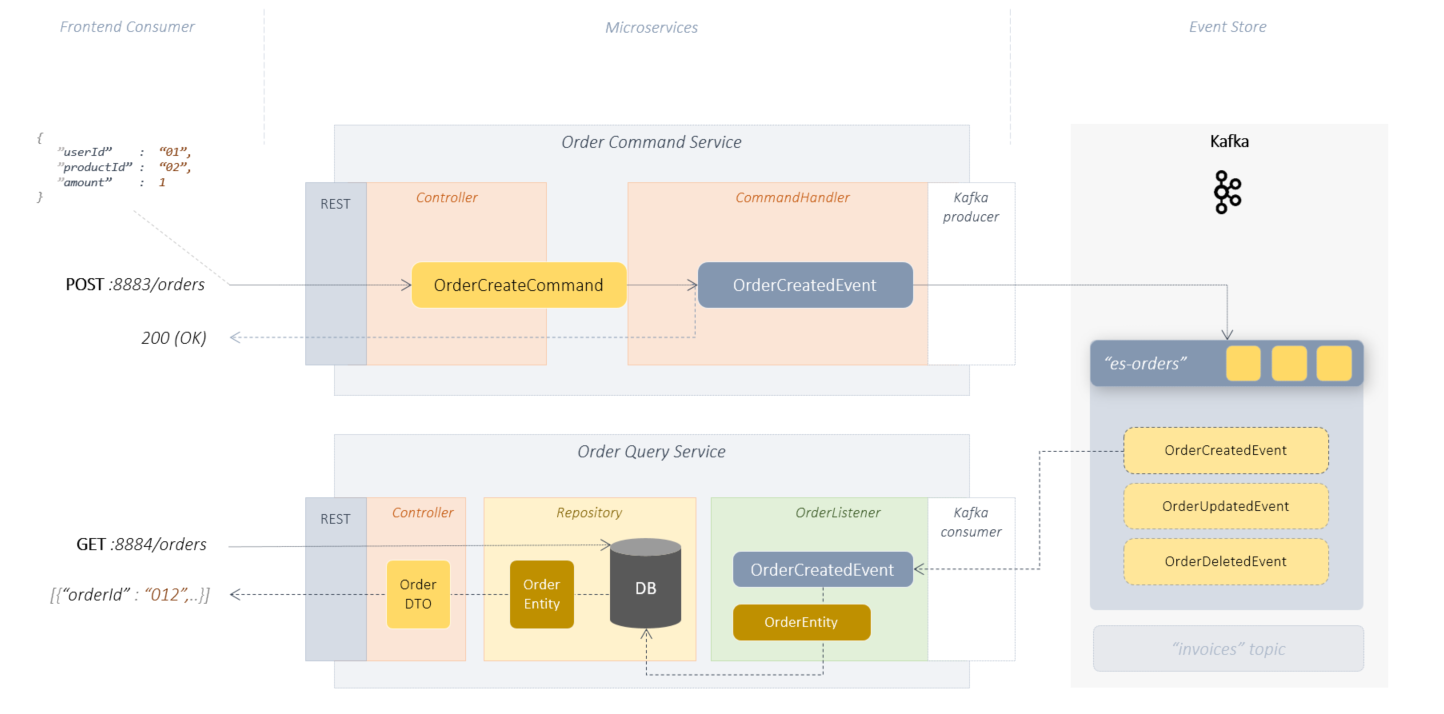 Frontend Consumer
Microservices
Event Store
{
"userId" : "01",
"productId" : "02",
"amount" : 1
}
Order Command Service
Kafka
REST
Controller
CommandHandler
Kafka
producer
POST :8883/orders
OrderCreateCommand
OrderCreatedEvent
200 (OK)
"es-orders"
Order Query Service
OrderCreatedEvent
OrderUpdatedEvent
OrderDeletedEvent
REST
Controller
Repository
OrderListener
Kafka
consumer
GET :8884/orders
[{"orderId" : "012",..}]
Order
DTO
Order
Entity
DB
OrderCreatedEvent
OrderEntity
"invoices" topic